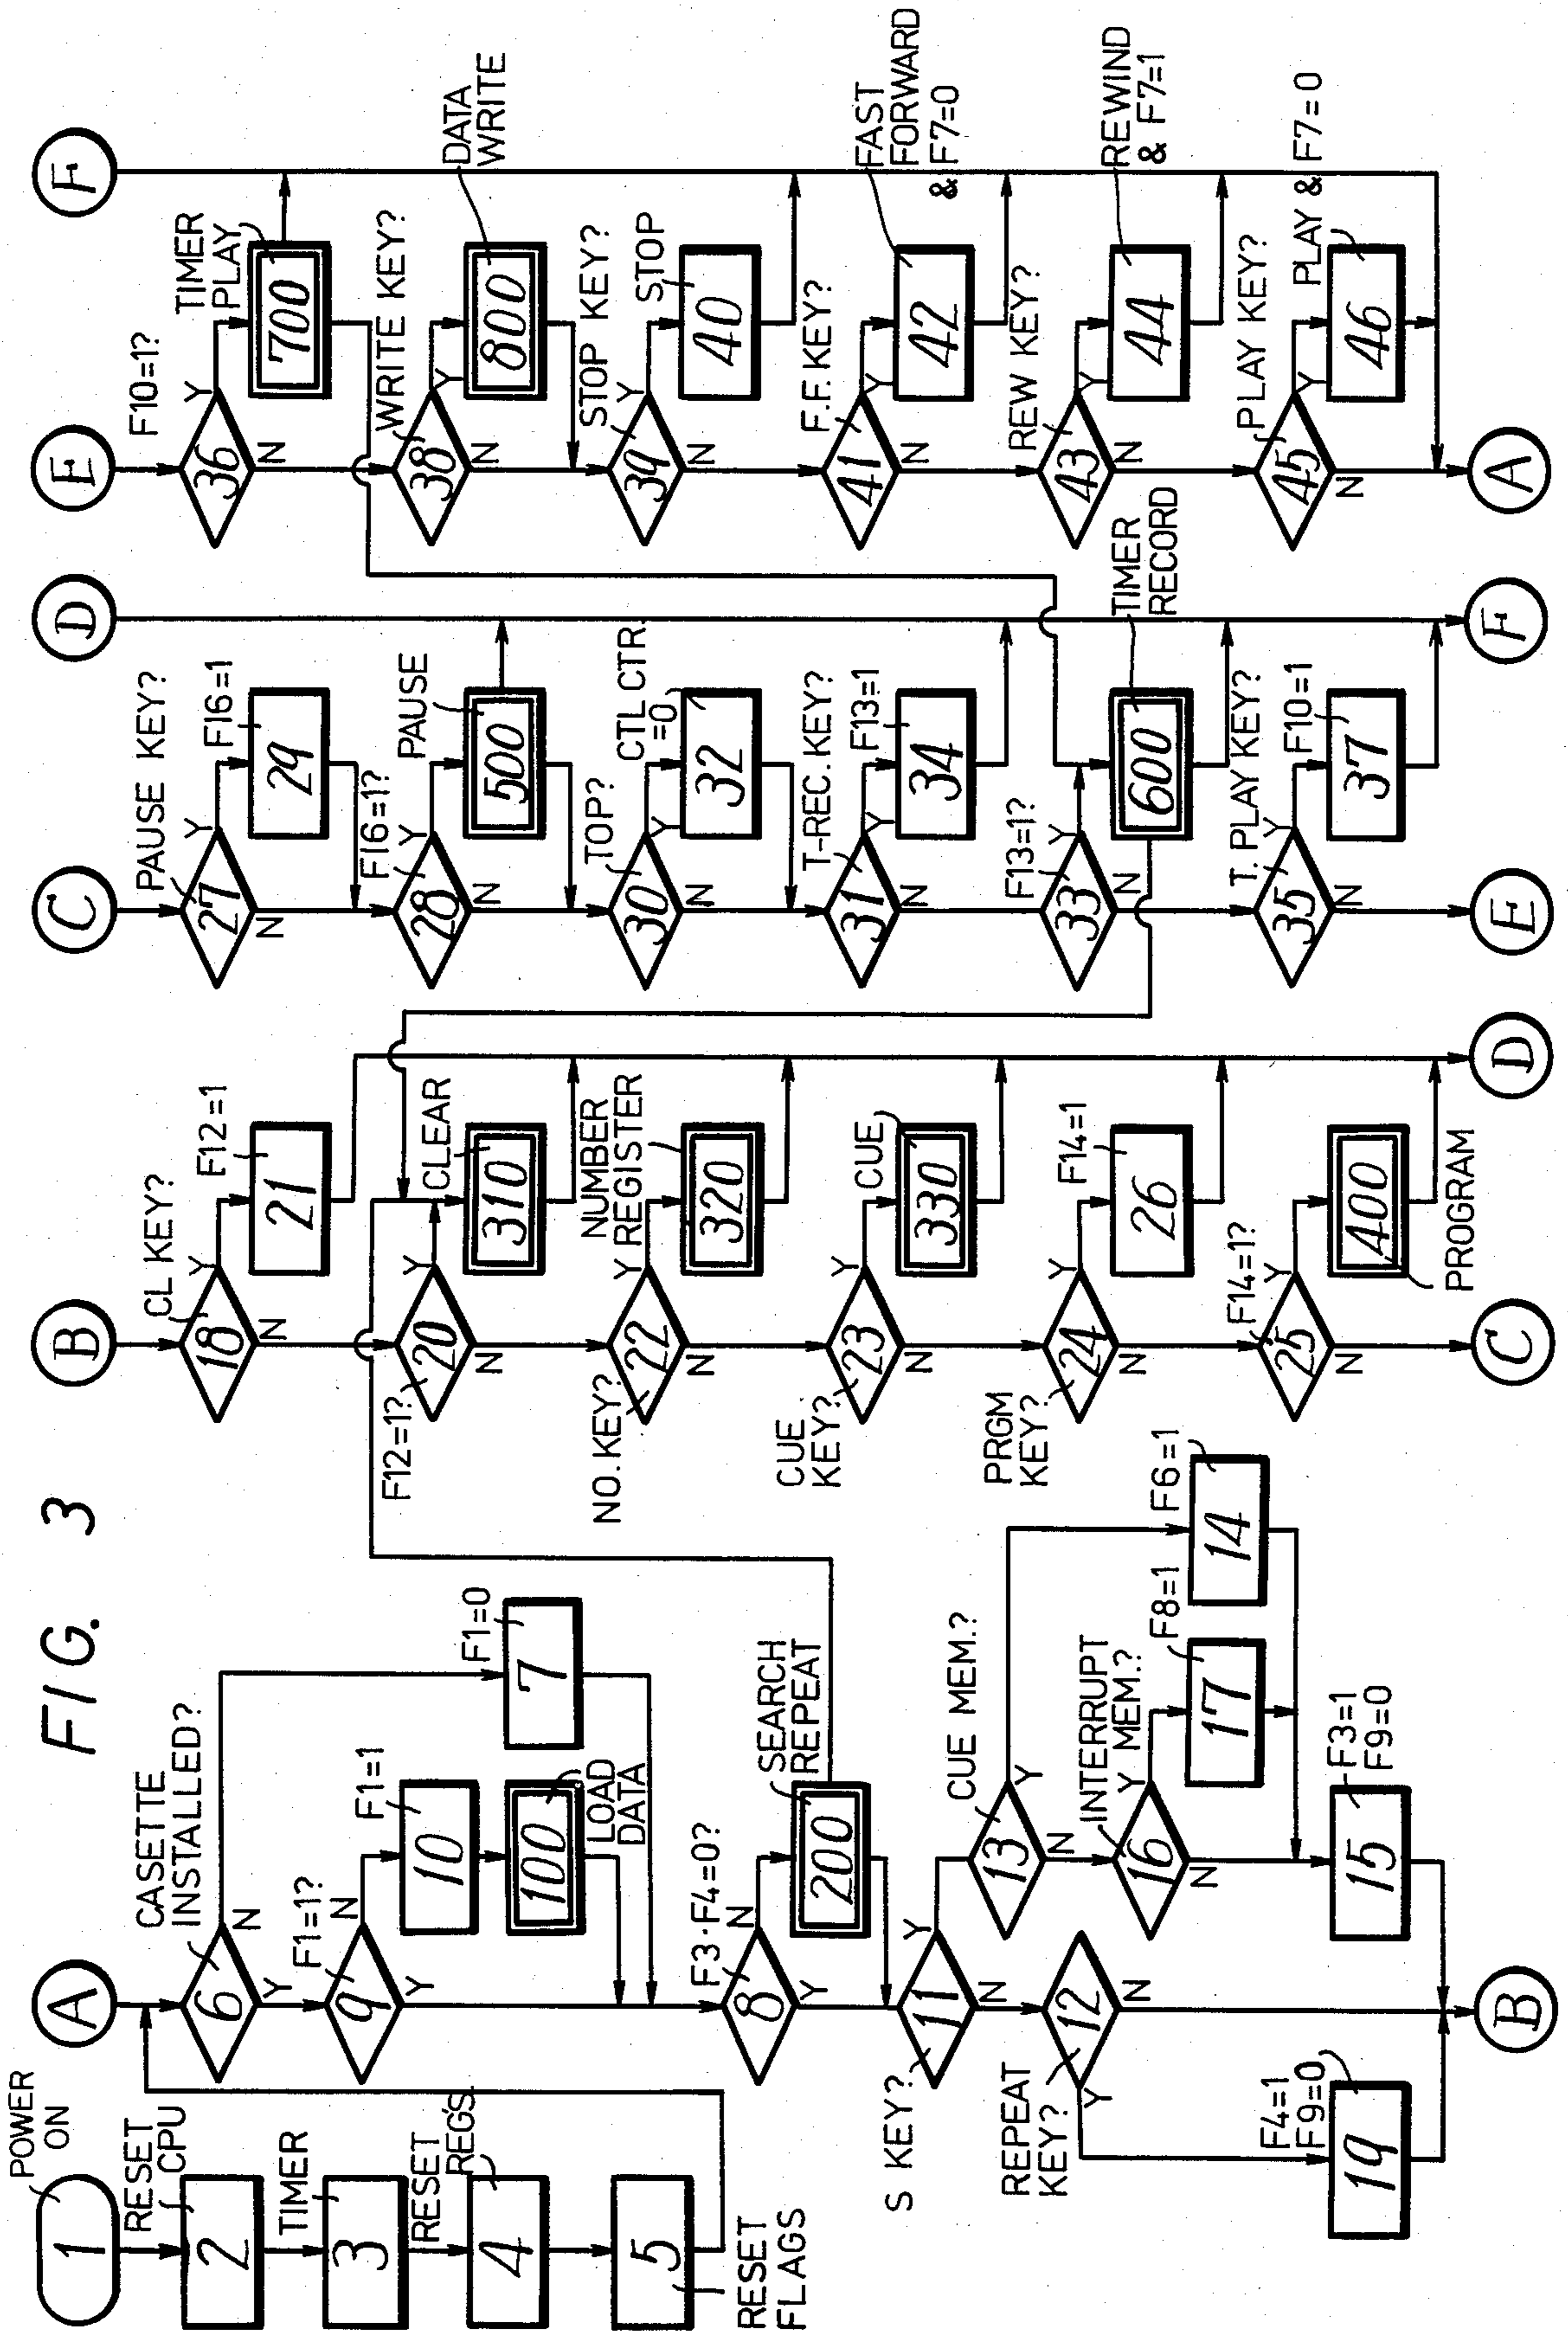 FIG. 3
POWER
ON
1
RESET
CPU
2
TIMER
3
RESET
REG'S.
4
5
RESET
FLAGS
A
CASETTE
INSTALLED?
6
N
Y
F1=1?
9
N
Y
F1=1
10
100
LOAD
DATA
F1=0
7
F3·F4=0?
8
N
Y
SEARCH
REPEAT
200
S KEY?
11
Y
N
REPEAT
KEY?
12
Y
N
CUE MEM.?
13
Y
N
INTERRUPT
MEM.?
16
Y
N
F8=1
17
F6=1
14
F3=1
F9=0
15
F4=1
F9=0
19
B
B
CL KEY?
18
Y
N
F12=1
21
F12=1?
20
Y
N
CLEAR
310
NO.KEY?
22
Y
N
NUMBER
REGISTER
320
CUE
KEY?
23
Y
N
CUE
330
PRGM
KEY?
24
Y
N
F14=1
26
F14=1?
25
Y
N
400
PROGRAM
C
D
C
PAUSE KEY?
27
Y
N
F16=1
29
F16=1?
28
Y
N
PAUSE
500
TOP?
30
Y
N
CTL CTR.
=0
32
T-REC.KEY?
31
Y
N
F13=1
34
F13=1?
33
Y
N
TIMER
RECORD
600
T. PLAY KEY?
35
Y
N
F10=1
37
E
D
F
E
F10=1?
36
Y
N
TIMER
PLAY
700
WRITE KEY?
38
Y
N
DATA
WRITE
800
STOP KEY?
39
Y
N
STOP
40
F.F.KEY?
41
Y
N
FAST
FORWARD
& F7=0
42
REW KEY?
43
Y
N
REWIND
& F7=1
44
PLAY KEY?
45
Y
N
PLAY & F7=0
46
A
F